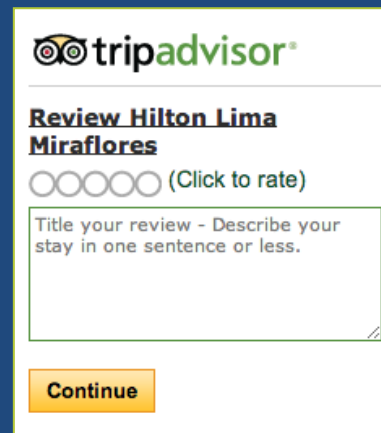 tripadvisor®
Review Hilton Lima
Miraflores
(Click to rate)
Title your review - Describe your
stay in one sentence or less.
Continue